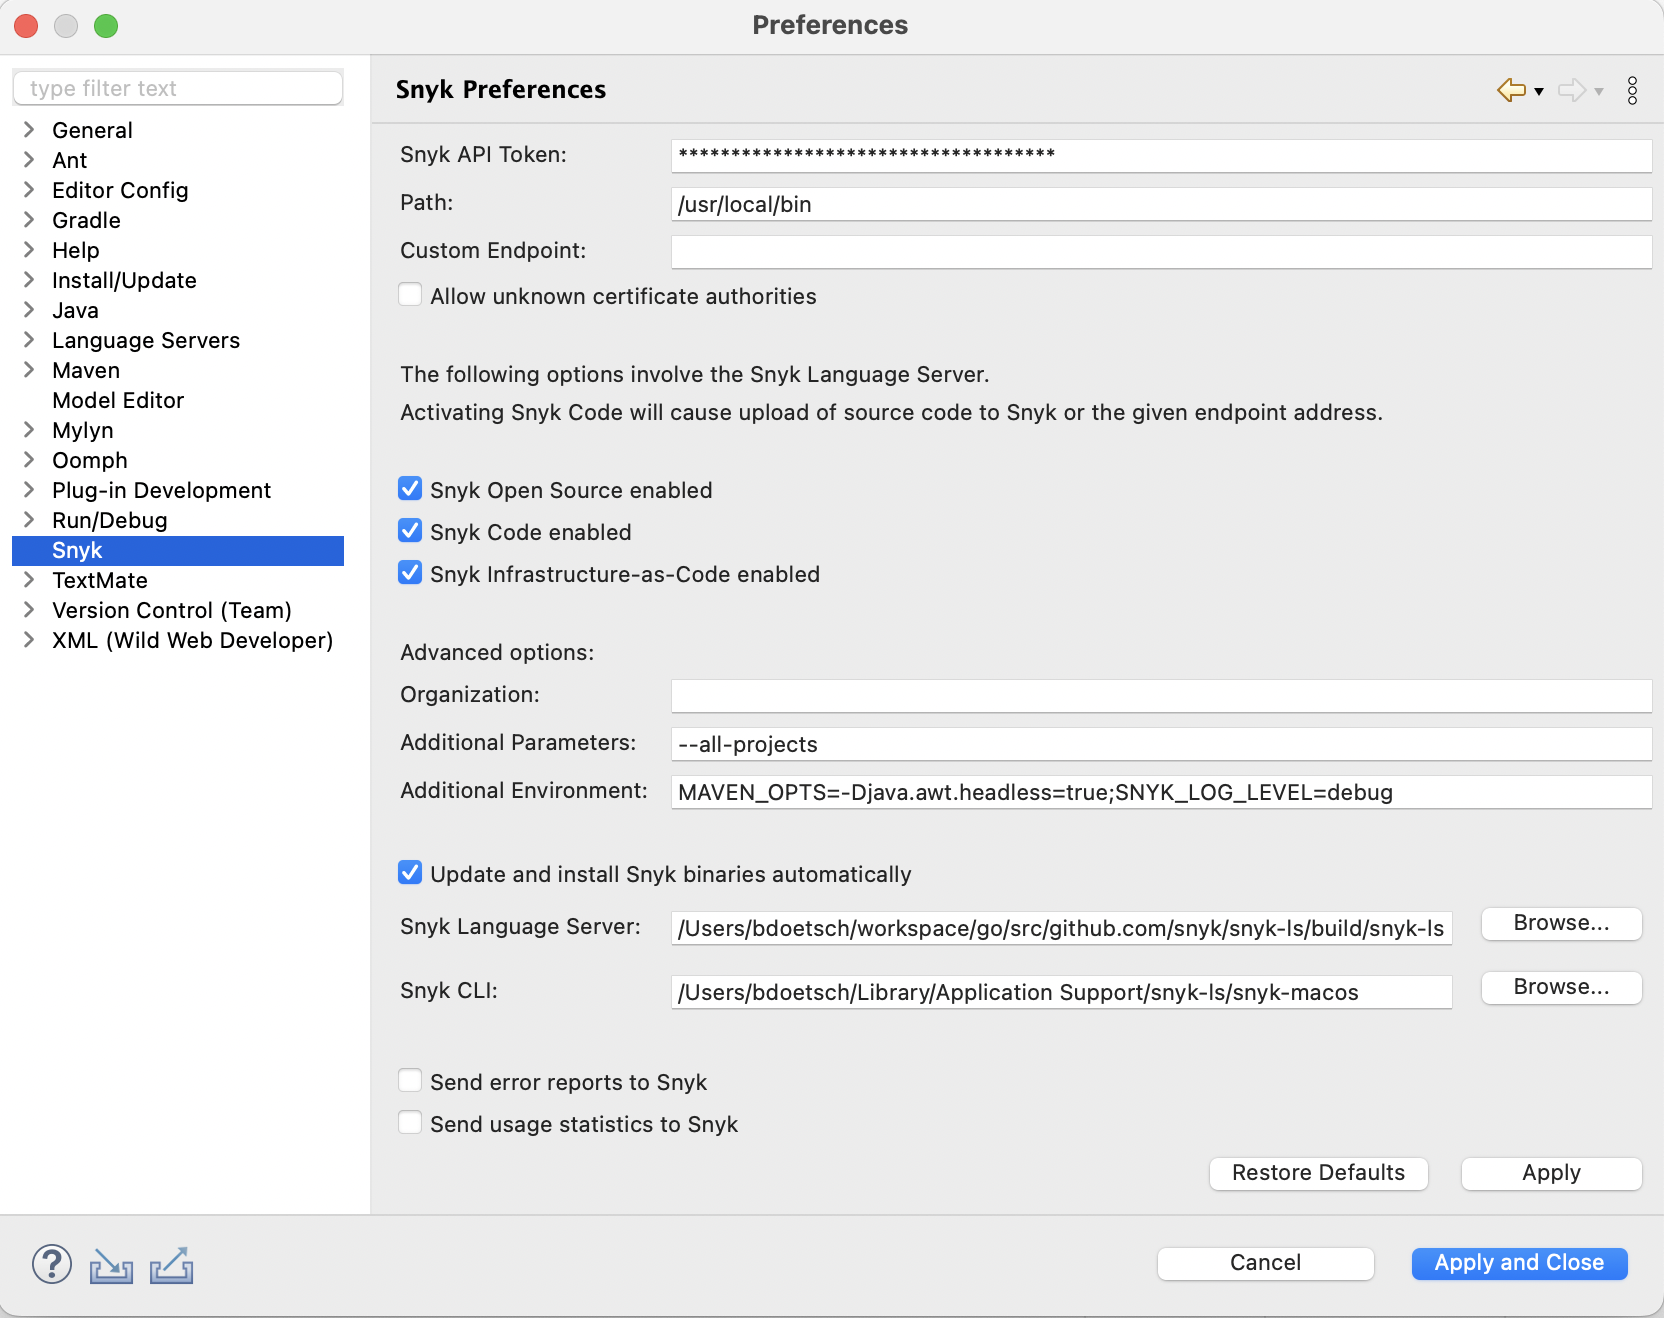 Preferences
type filter text
General
Ant
Editor Config
Gradle
Help
Install/Update
Java
Language Servers
Maven
Model Editor
Mylyn
Oomph
Plug-in Development
Run/Debug
Snyk
TextMate
Version Control (Team)
XML (Wild Web Developer)
Snyk Preferences
Snyk API Token: ************************************
Path: /usr/local/bin
Custom Endpoint:
Allow unknown certificate authorities
The following options involve the Snyk Language Server.
Activating Snyk Code will cause upload of source code to Snyk or the given endpoint address.
Snyk Open Source enabled
Snyk Code enabled
Snyk Infrastructure-as-Code enabled
Advanced options:
Organization:
Additional Parameters: --all-projects
Additional Environment: MAVEN_OPTS=-Djava.awt.headless=true;SNYK_LOG_LEVEL=debug
Update and install Snyk binaries automatically
Snyk Language Server: /Users/bdoetsch/workspace/go/src/github.com/snyk/snyk-ls/build/snyk-ls Browse...
Snyk CLI: /Users/bdoetsch/Library/Application Support/snyk-ls/snyk-macos Browse...
Send error reports to Snyk
Send usage statistics to Snyk
Restore Defaults Apply
? Cancel Apply and Close